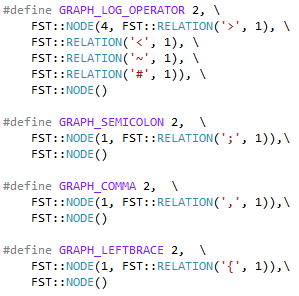 #define GRAPH_LOG_OPERATOR 2, \
    FST::NODE(4, FST::RELATION('>', 1), \
    FST::RELATION('<', 1), \
    FST::RELATION('~', 1), \
    FST::RELATION('#', 1)), \
    FST::NODE()

#define GRAPH_SEMICOLON 2,  \
    FST::NODE(1, FST::RELATION(';', 1)),\
    FST::NODE()

#define GRAPH_COMMA 2,  \
    FST::NODE(1, FST::RELATION(',', 1)),\
    FST::NODE()

#define GRAPH_LEFTBRACE 2,  \
    FST::NODE(1, FST::RELATION('{', 1)),\
    FST::NODE()